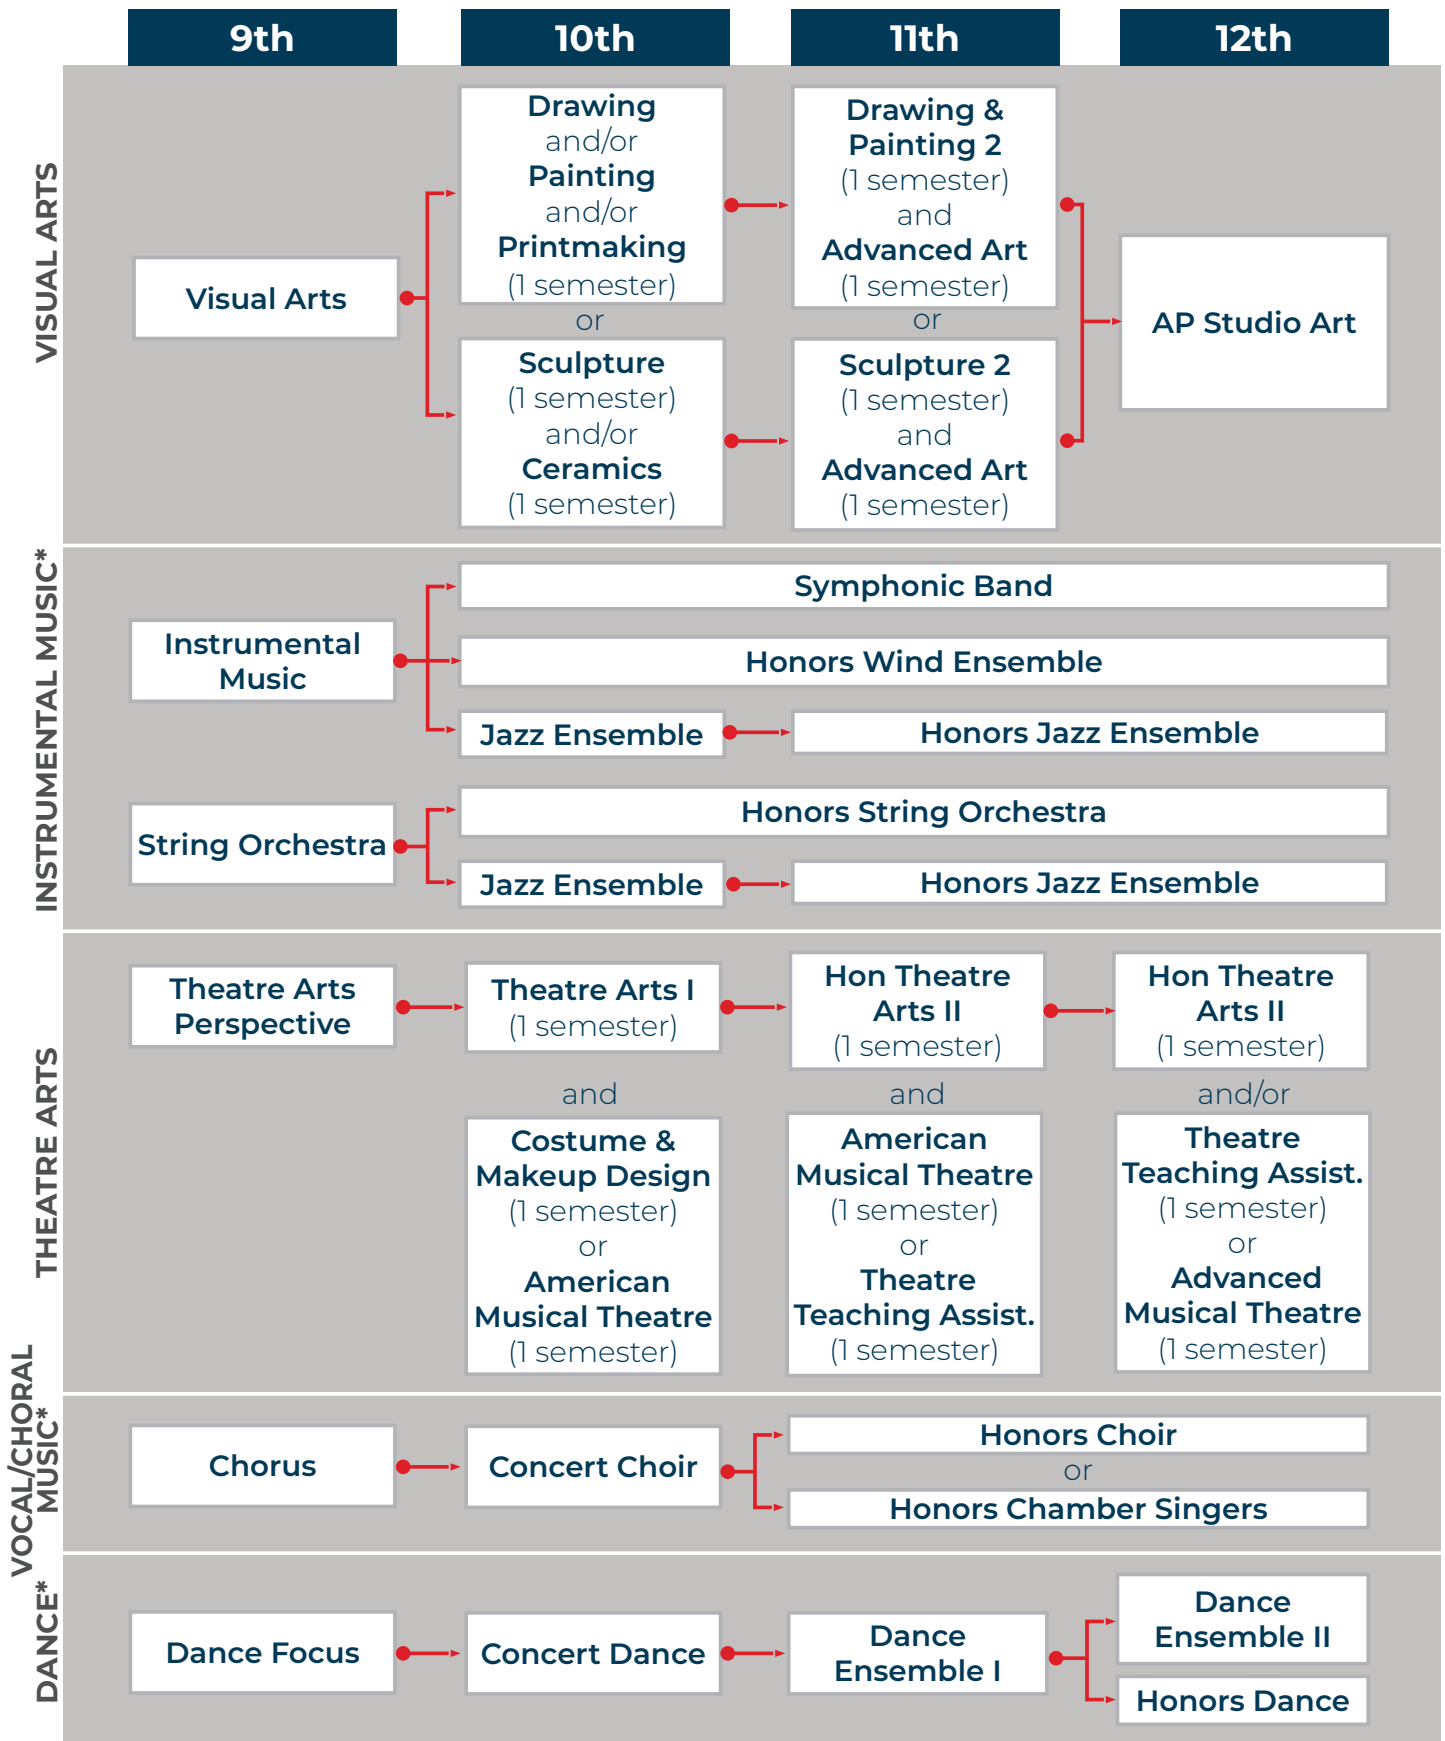 9th
10th
11th
12th
VISUAL ARTS
Visual Arts
Drawing
and/or
Painting
and/or
Printmaking
(1 semester)
or
Sculpture
(1 semester)
and/or
Ceramics
(1 semester)
Drawing &
Painting 2
(1 semester)
and
Advanced Art
(1 semester)
or
Sculpture 2
(1 semester)
and
Advanced Art
(1 semester)
AP Studio Art
INSTRUMENTAL MUSIC*
Instrumental
Music
Symphonic Band
Honors Wind Ensemble
Jazz Ensemble
Honors Jazz Ensemble
String Orchestra
Honors String Orchestra
Jazz Ensemble
Honors Jazz Ensemble
THEATRE ARTS
Theatre Arts
Perspective
Theatre Arts I
(1 semester)
and
Costume &
Makeup Design
(1 semester)
or
American
Musical Theatre
(1 semester)
Hon Theatre
Arts II
(1 semester)
and
American
Musical Theatre
(1 semester)
or
Theatre
Teaching Assist.
(1 semester)
Hon Theatre
Arts II
(1 semester)
and/or
Theatre
Teaching Assist.
(1 semester)
or
Advanced
Musical Theatre
(1 semester)
VOCAL/CHORAL
MUSIC*
Chorus
Concert Choir
Honors Choir
or
Honors Chamber Singers
DANCE*
Dance Focus
Concert Dance
Dance
Ensemble I
Dance
Ensemble II
Honors Dance